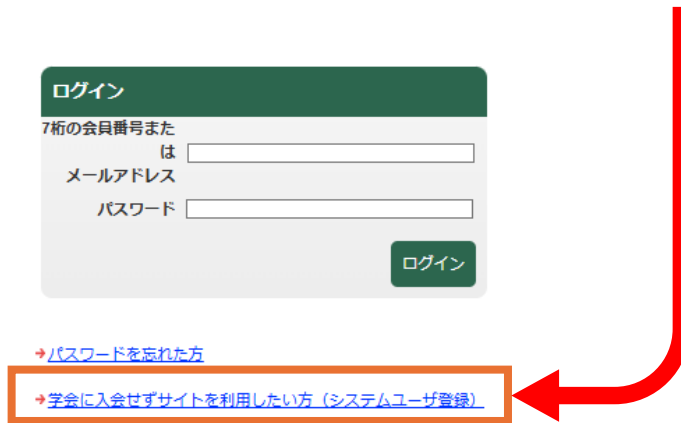 ログイン
7桁の会員番号また
は
メールアドレス
パスワード
ログイン
➔パスワードを忘れた方
➔学会に入会せずサイトを利用したい方（システムユーザ登録）